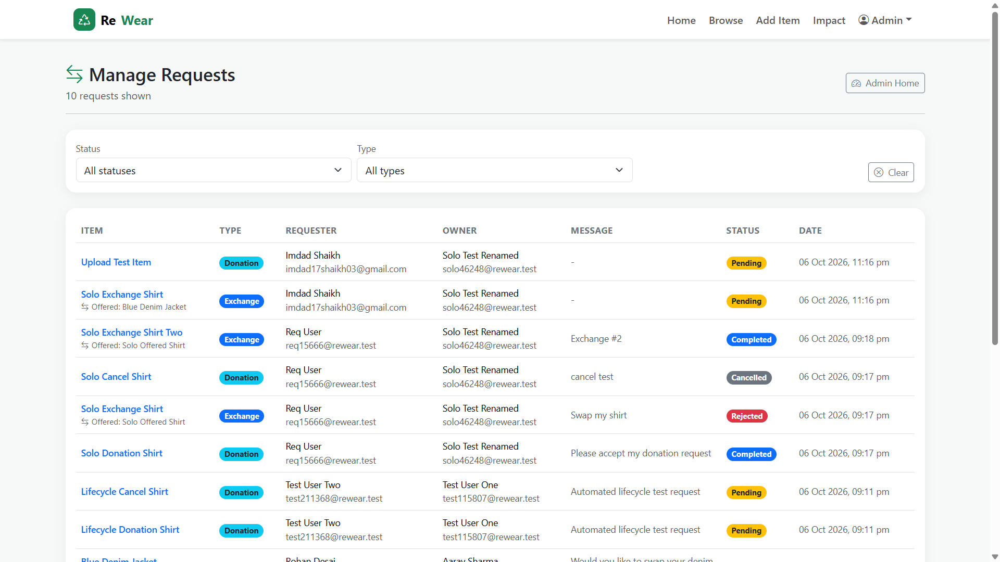 Re Wear
Home Browse Add Item Impact Admin
Manage Requests
10 requests shown
Admin Home
Status
Type
All statuses
All types
Clear
ITEM TYPE REQUESTER OWNER MESSAGE STATUS DATE
Upload Test Item Donation Imdad Shaikh Solo Test Renamed - Pending 06 Oct 2026, 11:16 pm
imdad17shaikh03@gmail.com solo46248@rewear.test
Solo Exchange Shirt Exchange Imdad Shaikh Solo Test Renamed - Pending 06 Oct 2026, 11:16 pm
Offered: Blue Denim Jacket imdad17shaikh03@gmail.com solo46248@rewear.test
Solo Exchange Shirt Two Exchange Req User Solo Test Renamed Exchange #2 Completed 06 Oct 2026, 09:18 pm
Offered: Solo Offered Shirt req15666@rewear.test solo46248@rewear.test
Solo Cancel Shirt Donation Req User Solo Test Renamed cancel test Cancelled 06 Oct 2026, 09:17 pm
req15666@rewear.test solo46248@rewear.test
Solo Exchange Shirt Exchange Req User Solo Test Renamed Swap my shirt Rejected 06 Oct 2026, 09:17 pm
Offered: Solo Offered Shirt req15666@rewear.test solo46248@rewear.test
Solo Donation Shirt Donation Req User Solo Test Renamed Please accept my donation request Completed 06 Oct 2026, 09:17 pm
req15666@rewear.test solo46248@rewear.test
Lifecycle Cancel Shirt Donation Test User Two Test User One Automated lifecycle test request Pending 06 Oct 2026, 09:11 pm
test211368@rewear.test test115807@rewear.test
Lifecycle Donation Shirt Donation Test User Two Test User One Automated lifecycle test request Pending 06 Oct 2026, 09:11 pm
test211368@rewear.test test115807@rewear.test
Blue Denim Jacket Rohan Desai Aarav Sharma Would you like to swap your denim